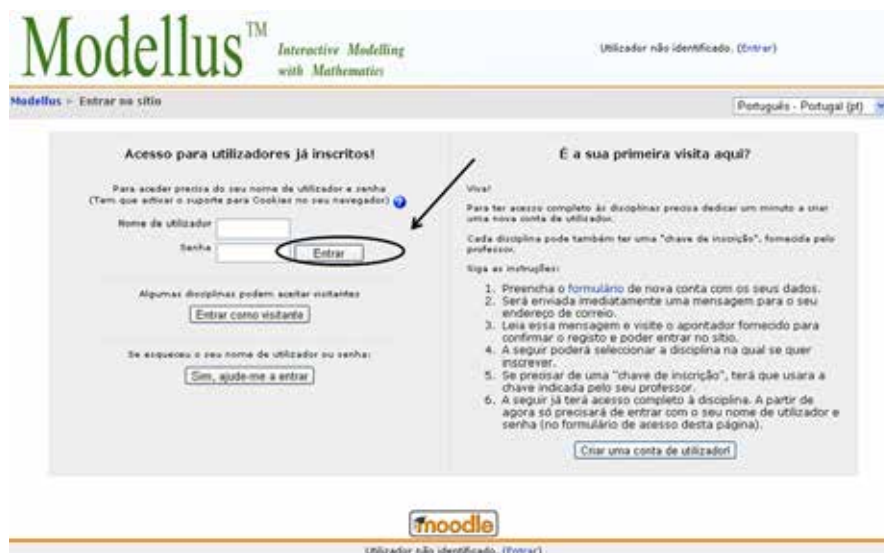 Modellus™
Interactive Modelling
with Mathematics
Utilizador não identificado. (Entrar)
Modellus ► Entrar no sítio
Português - Portugal (pt)
Acesso para utilizadores já inscritos!
Para aceder precisa do seu nome de utilizador e senha
(Tem que activar o suporte para Cookies no seu navegador) ?
Nome de utilizador
Senha
Entrar
Algumas disciplinas podem aceitar visitantes
Entrar como visitante
Se esqueceu o seu nome de utilizador ou senha:
Sim, ajude-me a entrar
É a sua primeira visita aqui?
Viva!
Para ter acesso completo às disciplinas precisa dedicar um minuto a criar
uma nova conta de utilizador.
Cada disciplina pode também ter uma "chave de inscrição", fornecida pelo
professor.
Siga as instruções:
1. Preencha o formulário de nova conta com os seus dados.
2. Será enviada imediatamente uma mensagem para o seu
endereço de correio.
3. Leia essa mensagem e visite o apontador fornecido para
confirmar o registo e poder entrar no sítio.
4. A seguir poderá seleccionar a disciplina na qual se quer
inscrever.
5. Se precisar de uma "chave de inscrição", terá que usara a
chave indicada pelo seu professor.
6. A seguir já terá acesso completo à disciplina. A partir de
agora só precisará de entrar com o seu nome de utilizador e
senha (no formulário de acesso desta página).
Criar uma conta de utilizador!
moodle
Utilizador não identificado. (Entrar)